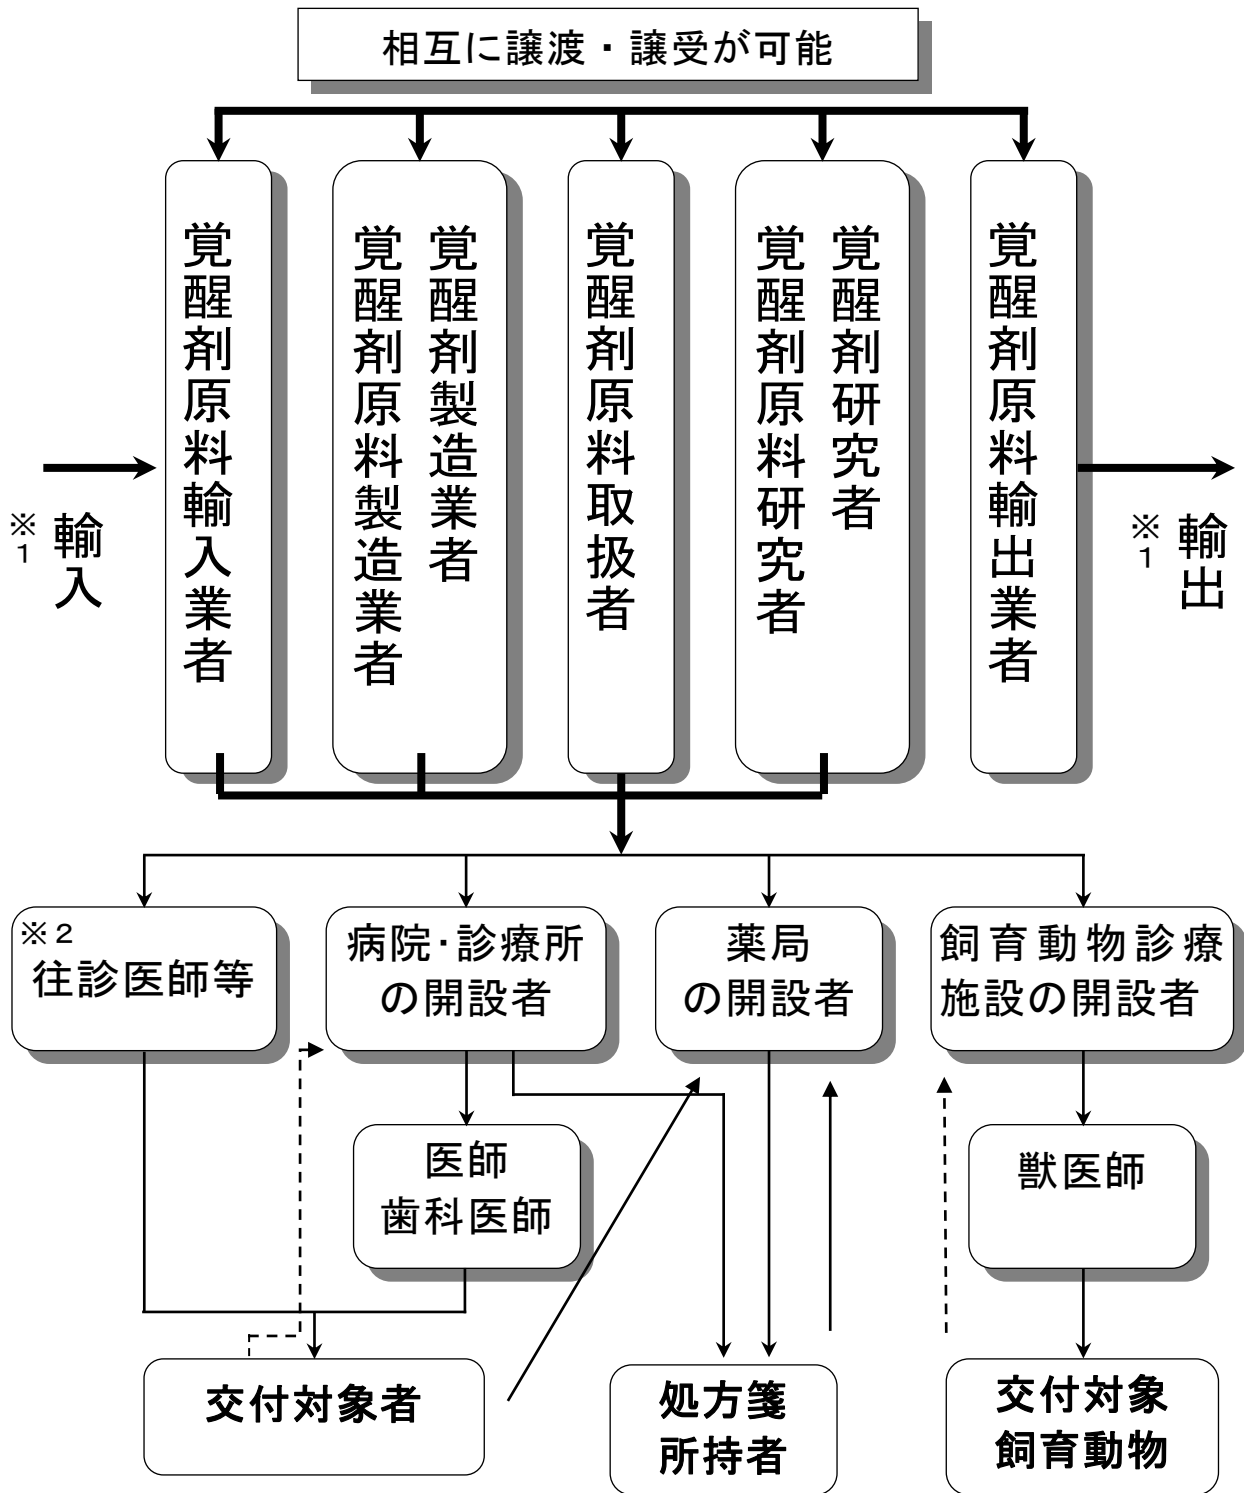 相互に譲渡・譲受が可能
覚醒剤原料輸入業者
覚醒剤製造業者
覚醒剤原料製造業者
覚醒剤原料取扱者
覚醒剤研究者
覚醒剤原料研究者
覚醒剤原料輸出業者
※1 輸入
※1 輸出
※2
往診医師等
病院・診療所
の開設者
薬局
の開設者
飼育動物診療
施設の開設者
医師
歯科医師
獣医師
交付対象者
処方箋
所持者
交付対象
飼育動物